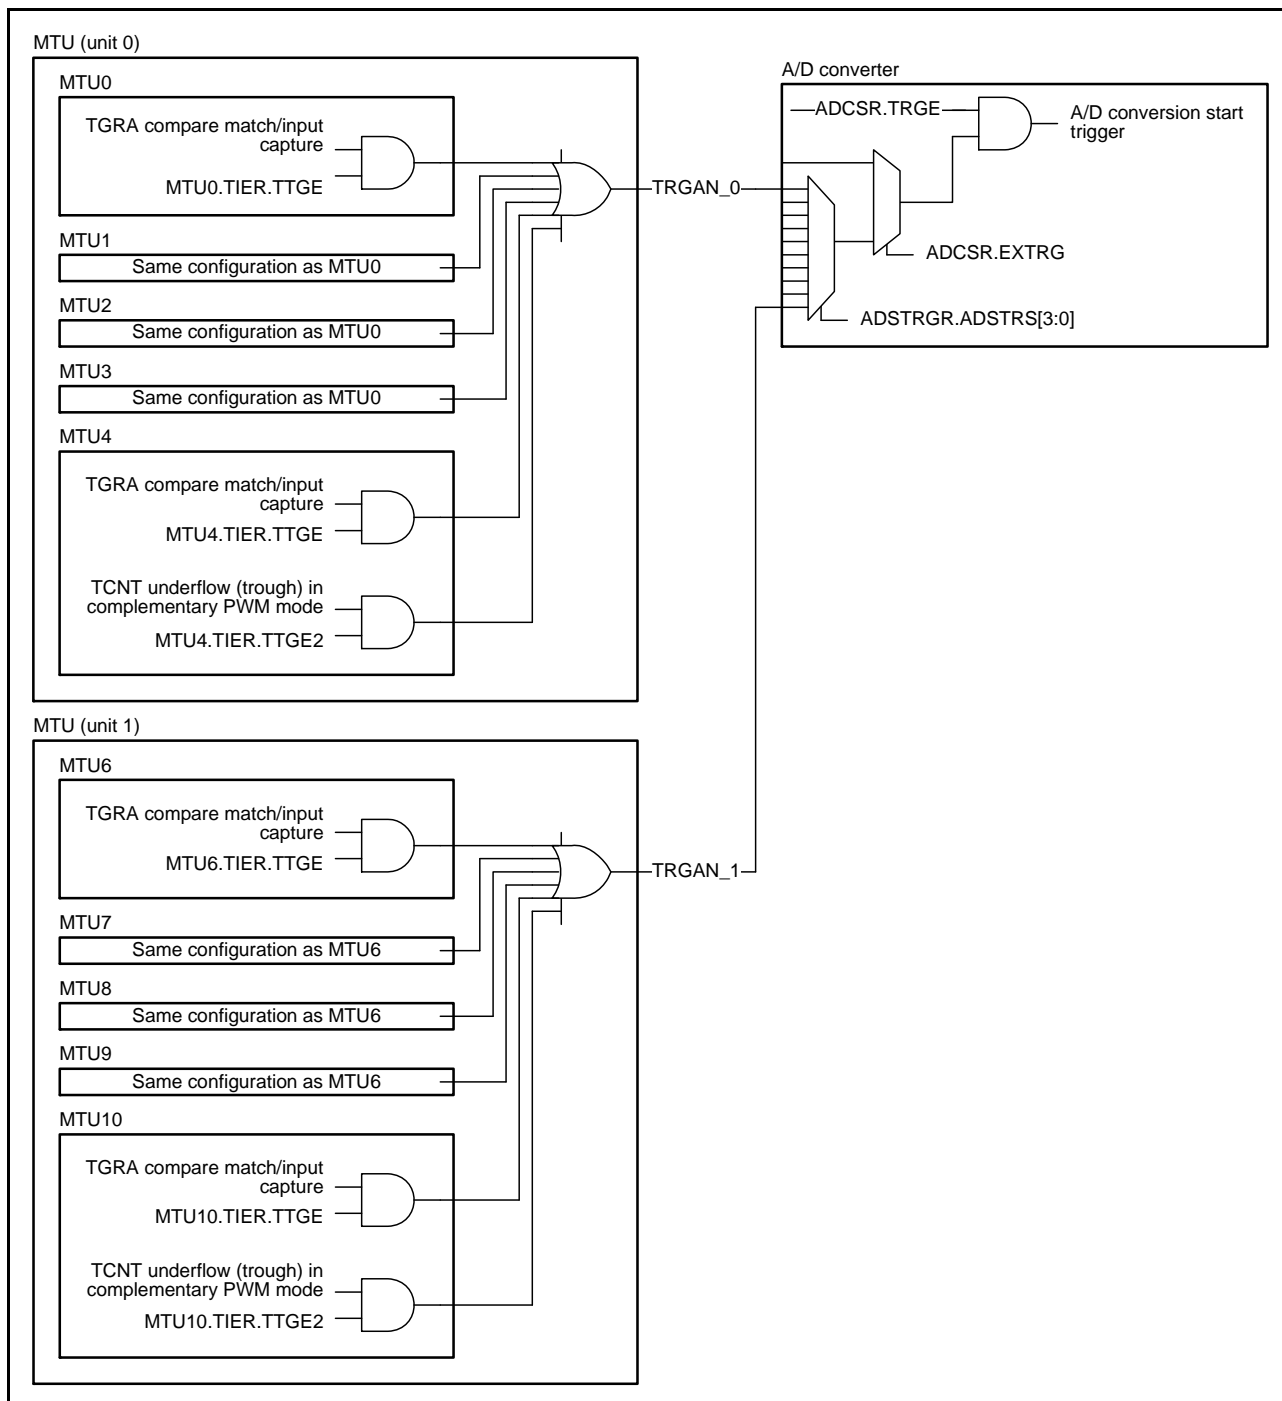 MTU (unit 0)
MTU0
TGRA compare match/input
capture
MTU0.TIER.TTGE
MTU1
Same configuration as MTU0
MTU2
Same configuration as MTU0
MTU3
Same configuration as MTU0
MTU4
TGRA compare match/input
capture
MTU4.TIER.TTGE
TCNT underflow (trough) in
complementary PWM mode
MTU4.TIER.TTGE2
TRGAN_0
A/D converter
ADCSR.TRGE
A/D conversion start
trigger
ADCSR.EXTRG
ADSTRGR.ADSTRS[3:0]
MTU (unit 1)
MTU6
TGRA compare match/input
capture
MTU6.TIER.TTGE
MTU7
Same configuration as MTU6
MTU8
Same configuration as MTU6
MTU9
Same configuration as MTU6
MTU10
TGRA compare match/input
capture
MTU10.TIER.TTGE
TCNT underflow (trough) in
complementary PWM mode
MTU10.TIER.TTGE2
TRGAN_1